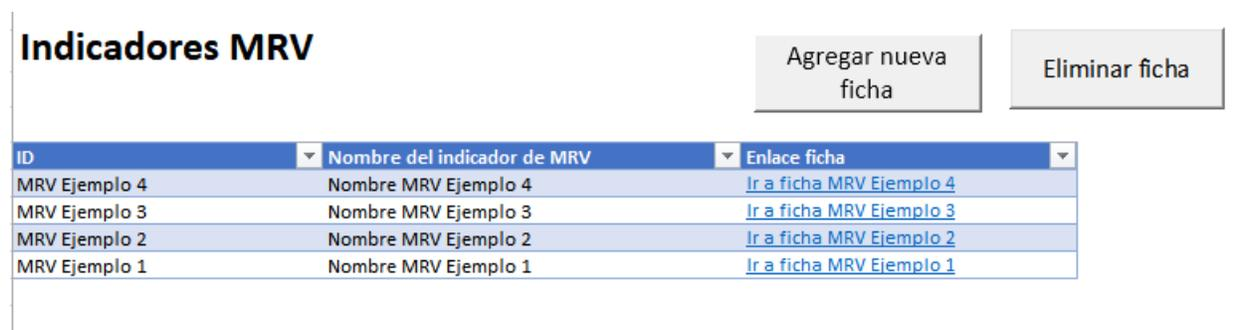 Indicadores MRV
Agregar nueva
ficha
Eliminar ficha
ID Nombre del indicador de MRV Enlace ficha
MRV Ejemplo 4 Nombre MRV Ejemplo 4 Ir a ficha MRV Ejemplo 4
MRV Ejemplo 3 Nombre MRV Ejemplo 3 Ir a ficha MRV Ejemplo 3
MRV Ejemplo 2 Nombre MRV Ejemplo 2 Ir a ficha MRV Ejemplo 2
MRV Ejemplo 1 Nombre MRV Ejemplo 1 Ir a ficha MRV Ejemplo 1